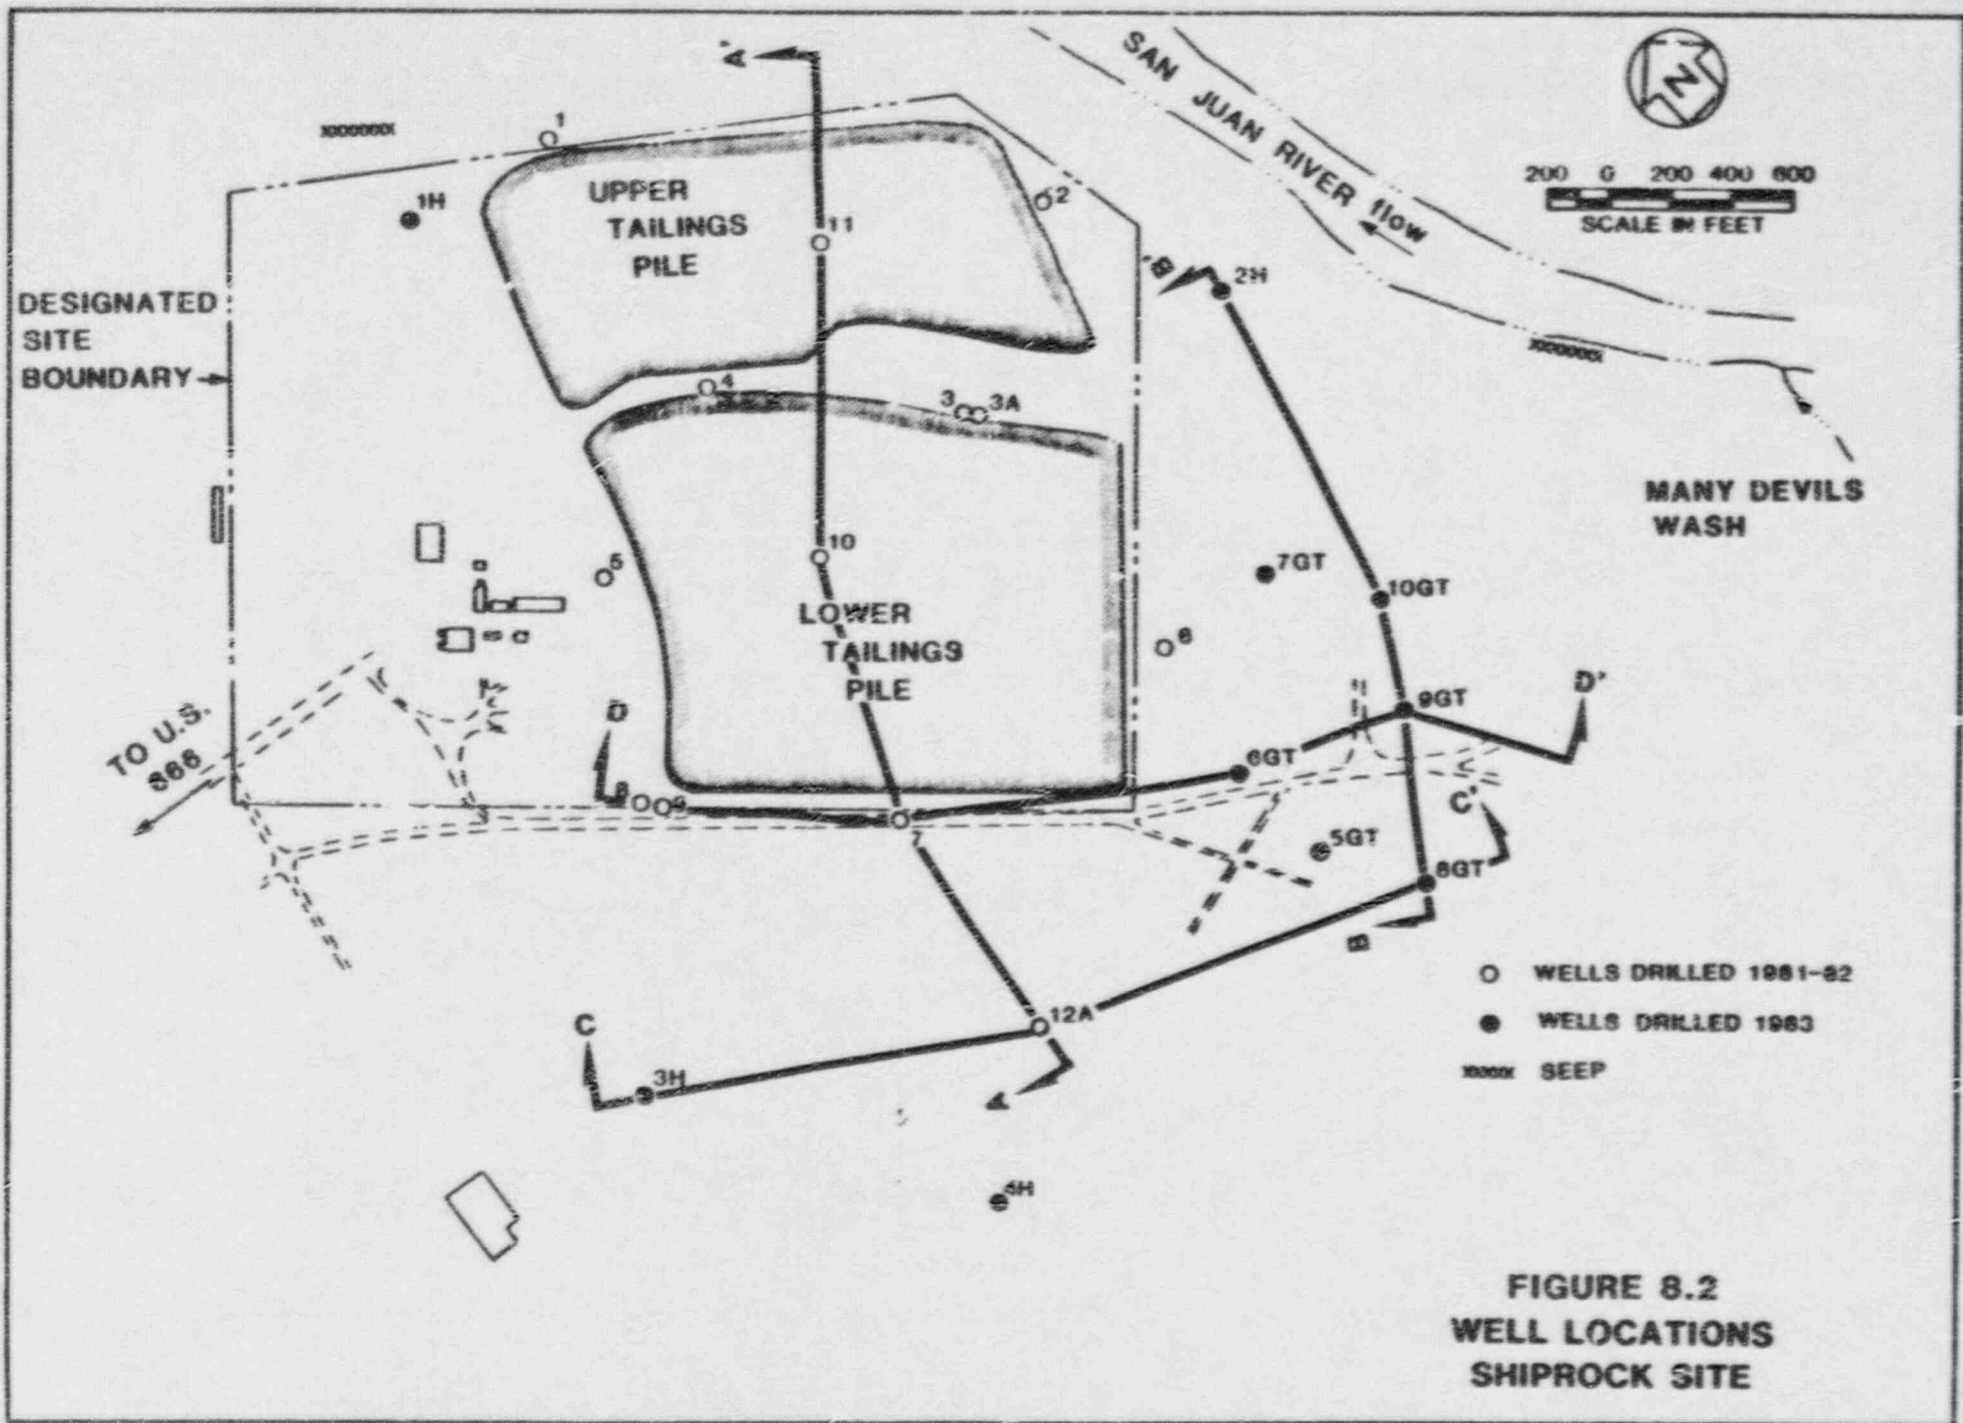 A'
SAN JUAN RIVER flow
N
200 0 200 400 600
SCALE IN FEET
1
1H
UPPER
TAILINGS
PILE
2
11
B'
2H
DESIGNATED
SITE
BOUNDARY
4
3
3A
MANY DEVILS
WASH
10
5
7GT
10GT
LOWER
TAILINGS
PILE
6
9GT
D'
TO U.S.
666
D
6GT
8
9
7
C'
5GT
8GT
B
WELLS DRILLED 1981-82
12A
WELLS DRILLED 1983
C
3H
SEEP
A
FIGURE 8.2
WELL LOCATIONS
SHIPROCK SITE